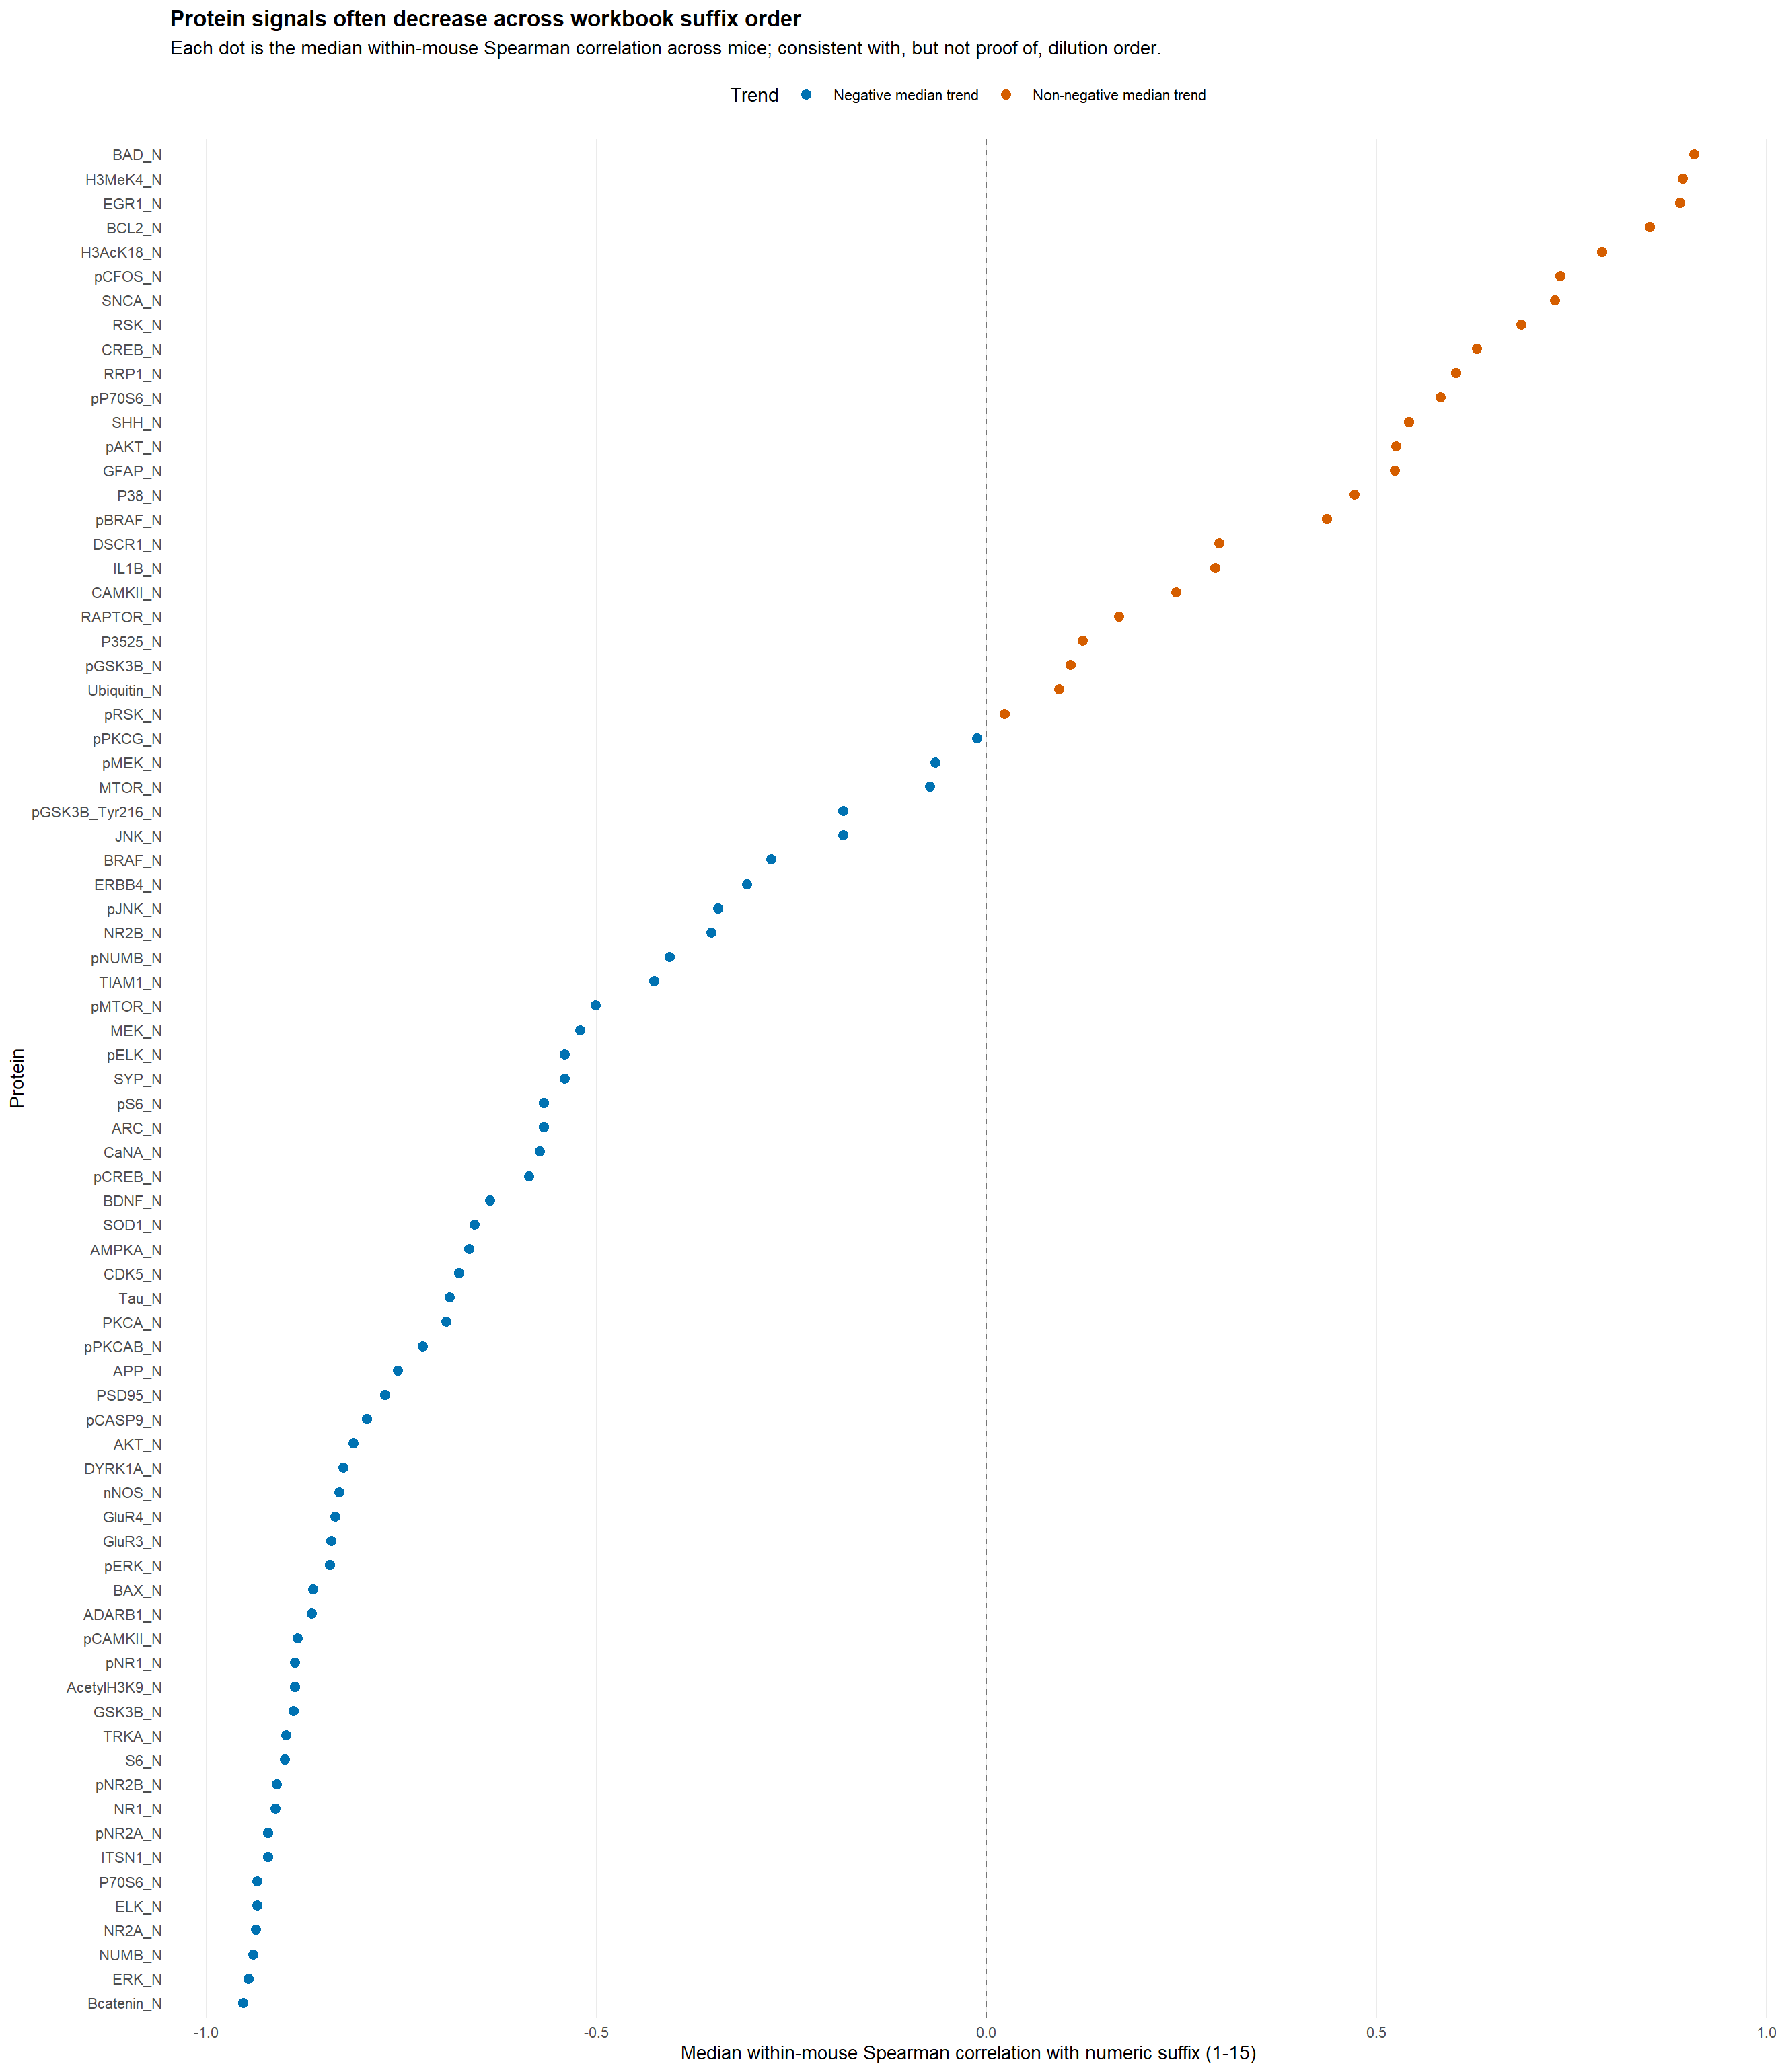 Protein signals often decrease across workbook suffix order
Each dot is the median within-mouse Spearman correlation across mice; consistent with, but not proof of, dilution order.
Trend Negative median trend Non-negative median trend
BAD_N
H3MeK4_N
EGR1_N
BCL2_N
H3AcK18_N
pCFOS_N
SNCA_N
RSK_N
CREB_N
RRP1_N
pP70S6_N
SHH_N
pAKT_N
GFAP_N
P38_N
pBRAF_N
DSCR1_N
IL1B_N
CAMKII_N
RAPTOR_N
P3525_N
pGSK3B_N
Ubiquitin_N
pRSK_N
pPKCG_N
pMEK_N
MTOR_N
pGSK3B_Tyr216_N
JNK_N
BRAF_N
ERBB4_N
pJNK_N
NR2B_N
pNUMB_N
TIAM1_N
pMTOR_N
MEK_N
pELK_N
SYP_N
pS6_N
ARC_N
CaNA_N
pCREB_N
BDNF_N
SOD1_N
AMPKA_N
CDK5_N
Tau_N
PKCA_N
pPKCAB_N
APP_N
PSD95_N
pCASP9_N
AKT_N
DYRK1A_N
nNOS_N
GluR4_N
GluR3_N
pERK_N
BAX_N
ADARB1_N
pCAMKII_N
pNR1_N
AcetylH3K9_N
GSK3B_N
TRKA_N
S6_N
pNR2B_N
NR1_N
pNR2A_N
ITSN1_N
P70S6_N
ELK_N
NR2A_N
NUMB_N
ERK_N
Bcatenin_N
Protein
-1.0 -0.5 0.0 0.5 1.0
Median within-mouse Spearman correlation with numeric suffix (1-15)